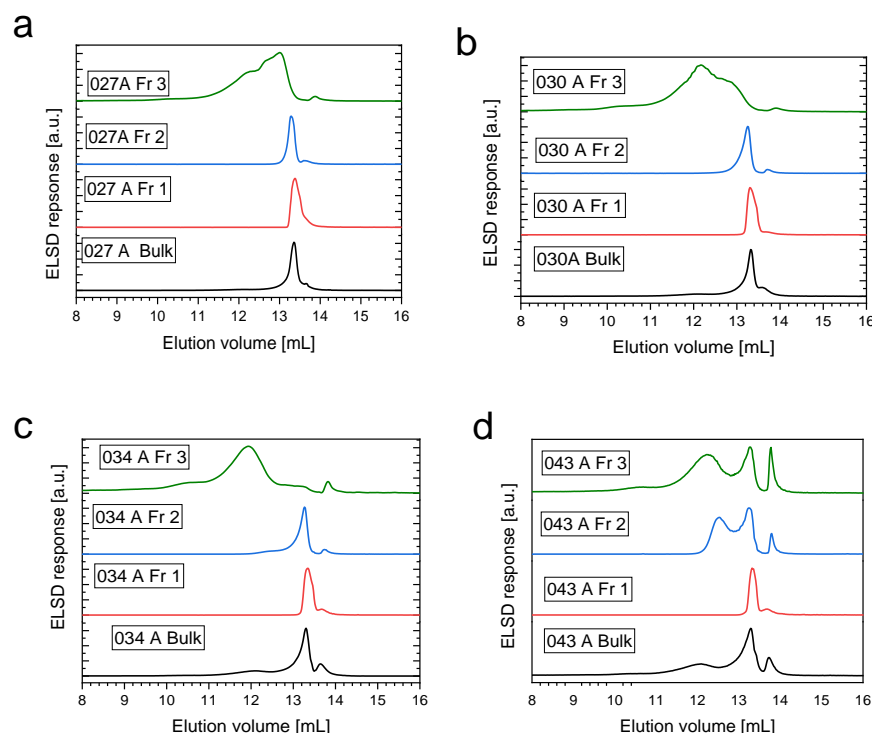 a
ELSD repsonse [a.u.]
027A Fr 3
027A Fr 2
027 A Fr 1
027 A Bulk
8 9 10 11 12 13 14 15 16
Elution volume [mL]
b
ELSD response [a.u.]
030 A Fr 3
030 A Fr 2
030 A Fr 1
030A Bulk
8 9 10 11 12 13 14 15 16
Elution volume [mL]
c
ELSD response [a.u.]
034 A Fr 3
034 A Fr 2
034 A Fr 1
034 A Bulk
8 9 10 11 12 13 14 15 16
Elution volume [mL]
d
ELSD response [a.u.]
043 A Fr 3
043 A Fr 2
043 A Fr 1
043 A Bulk
8 9 10 11 12 13 14 15 16
Elution volume [mL]